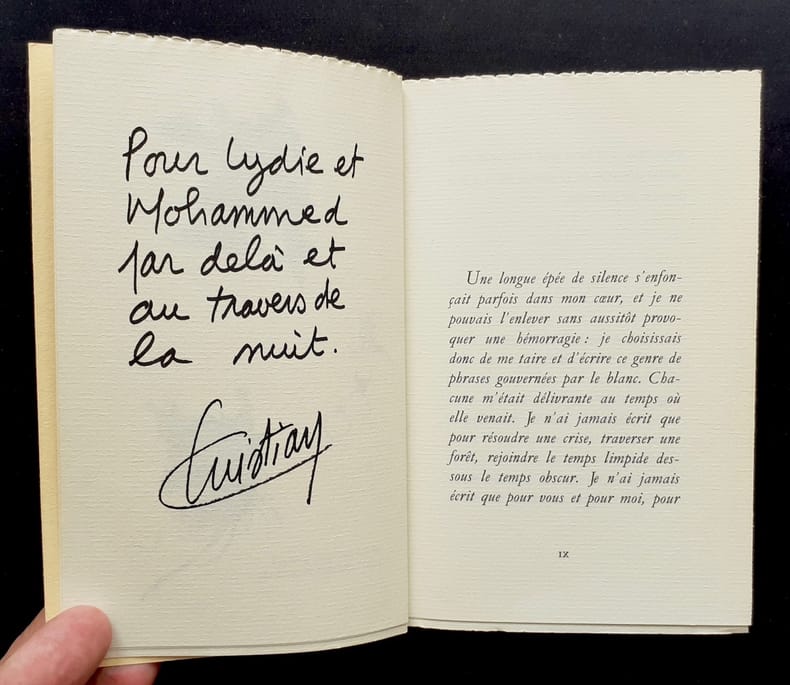 Pour Lydie et
Mohammed
par delà et
au travers de
la nuit.
Christian
Une longue épée de silence s'enfon-
çait parfois dans mon cœur, et je ne
pouvais l'enlever sans aussitôt provo-
quer une hémorragie : je choisissais
donc de me taire et d'écrire ce genre de
phrases gouvernées par le blanc. Cha-
cune m'était délivrante au temps où
elle venait. Je n'ai jamais écrit que
pour résoudre une crise, traverser une
forêt, rejoindre le temps limpide des-
sous le temps obscur. Je n'ai jamais
écrit que pour vous et pour moi, pour
IX